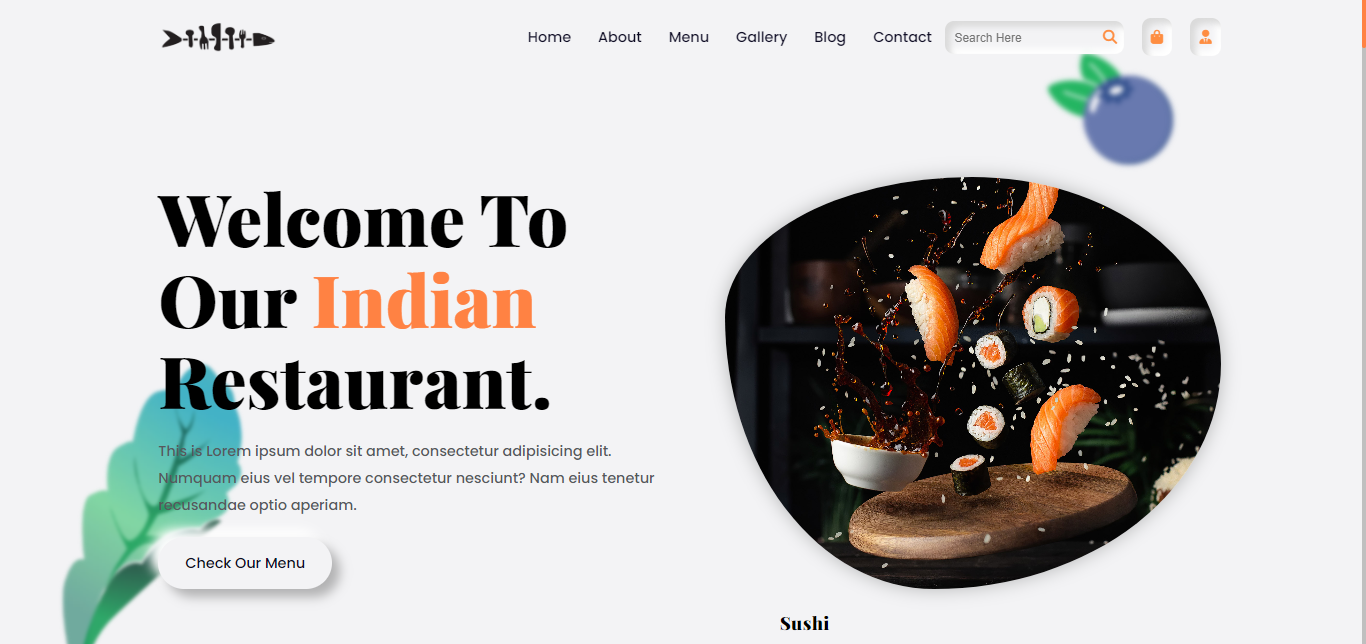 Home About Menu Gallery Blog Contact Search Here
Welcome To
Our Indian
Restaurant.
This is Lorem ipsum dolor sit amet, consectetur adipisicing elit.
Numquam eius vel tempore consectetur nesciunt? Nam eius tenetur
recusandae optio aperiam.
Check Our Menu
Sushi